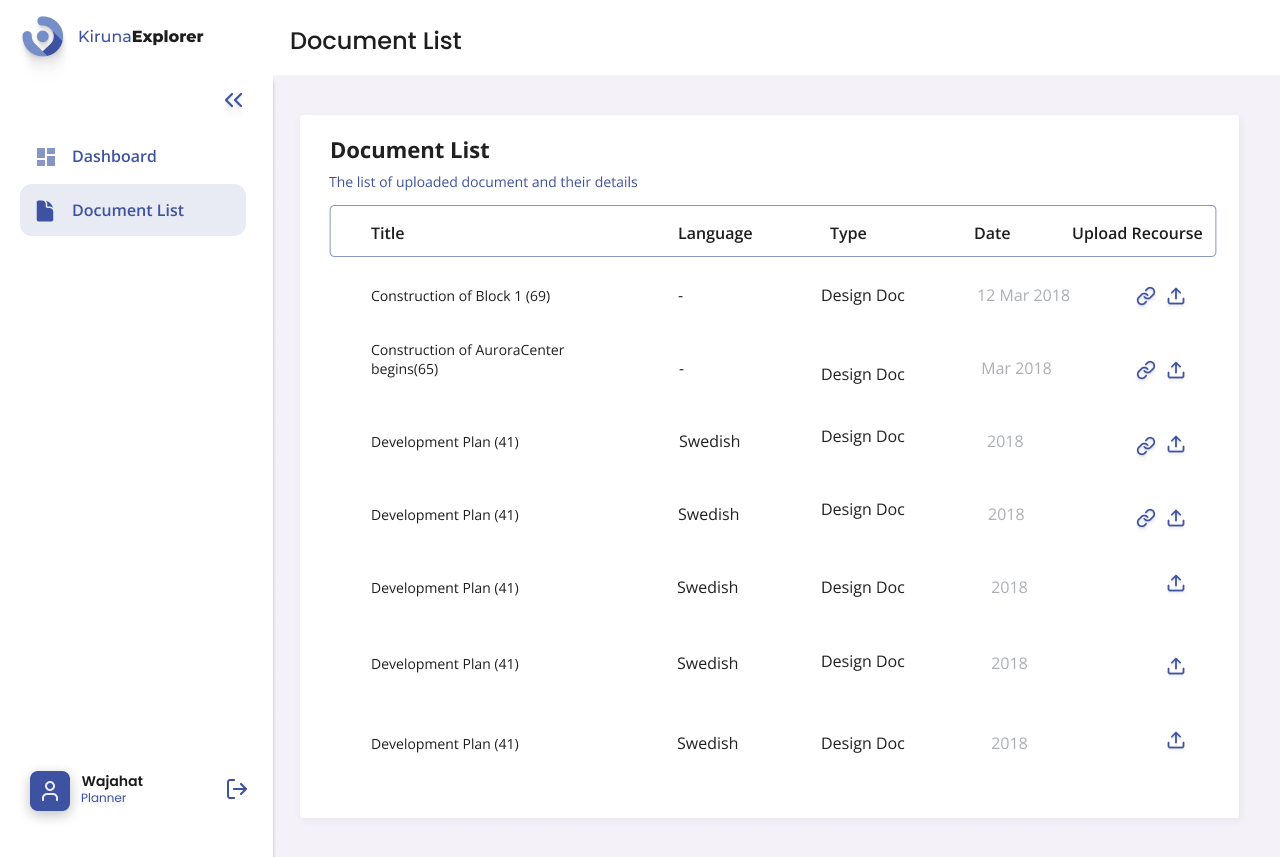 KirunaExplorer
Document List
Dashboard
Document List
Document List
The list of uploaded document and their details
Title Language Type Date Upload Recourse
Construction of Block 1 (69) - Design Doc 12 Mar 2018
Construction of AuroraCenter
begins(65) - Design Doc Mar 2018
Development Plan (41) Swedish Design Doc 2018
Development Plan (41) Swedish Design Doc 2018
Development Plan (41) Swedish Design Doc 2018
Development Plan (41) Swedish Design Doc 2018
Development Plan (41) Swedish Design Doc 2018
Wajahat
Planner